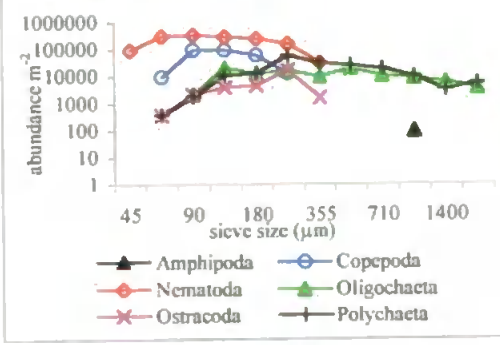 1000000
100000
10000
1000
100
10
1
abundance m⁻²
45 90 180 355 710 1400
sieve size (µm)
Amphipoda Copepoda
Nematoda Oligochaeta
Ostracoda Polychaeta